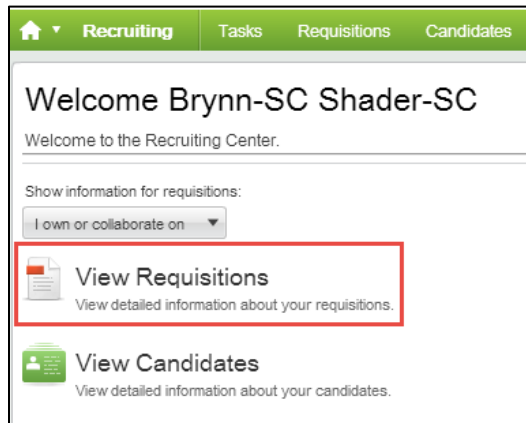 Recruiting Tasks Requisitions Candidates
Welcome Brynn-SC Shader-SC
Welcome to the Recruiting Center.
Show information for requisitions:
I own or collaborate on
View Requisitions
View detailed information about your requisitions.
View Candidates
View detailed information about your candidates.